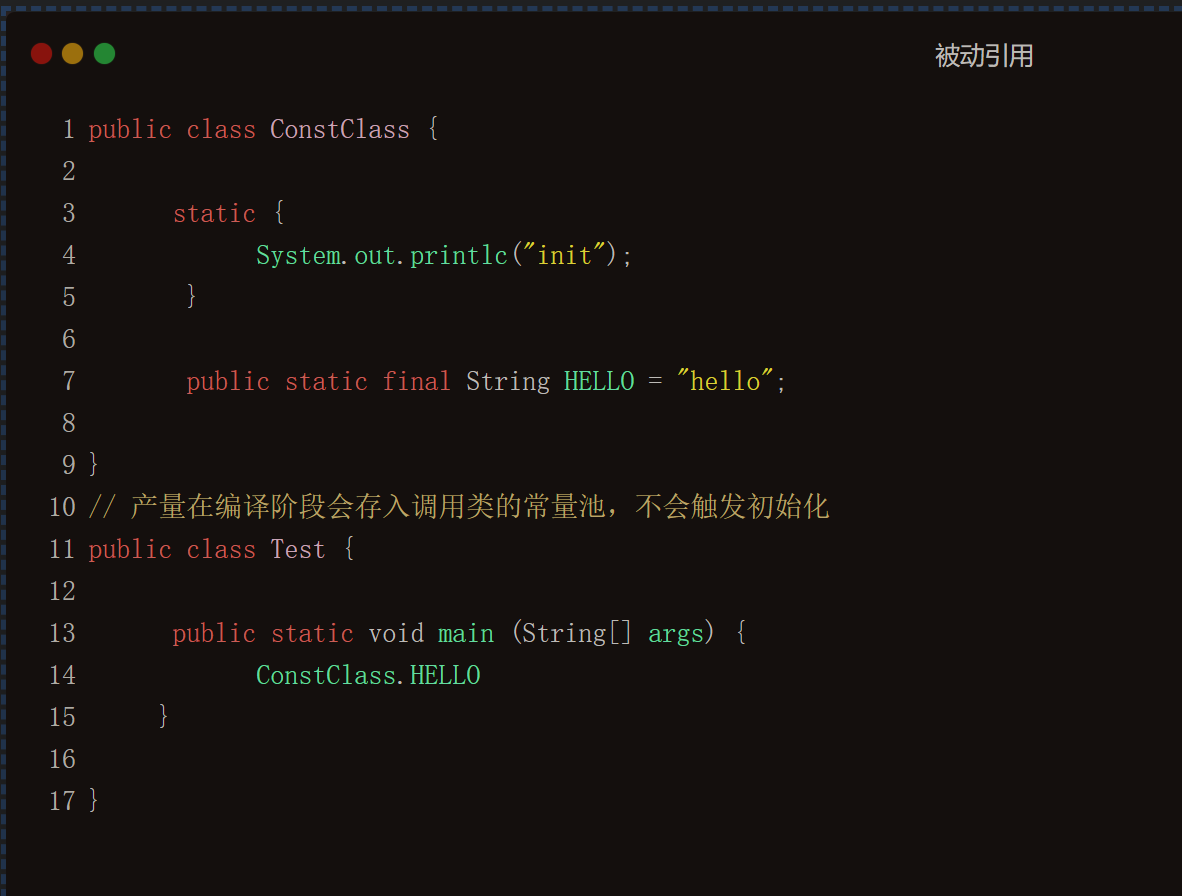 被动引用
1 public class ConstClass {
2
3 static {
4 System.out.printlc("init");
5 }
6
7 public static final String HELLO = "hello";
8
9 }
10 // 产量在编译阶段会存入调用类的常量池，不会触发初始化
11 public class Test {
12
13 public static void main (String[] args) {
14 ConstClass.HELLO
15 }
16
17 }